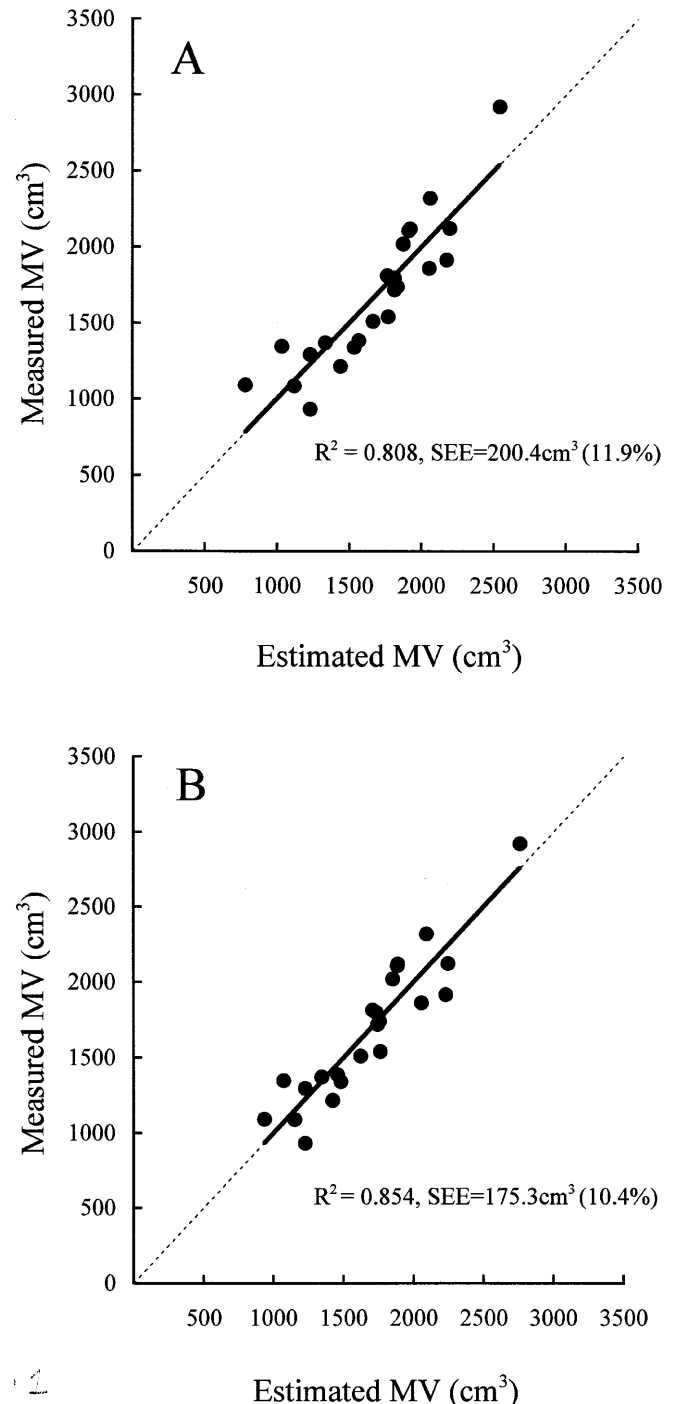 A
3500
3000
2500
2000
1500
1000
500
0
Measured MV (cm³)
R² = 0.808, SEE=200.4cm³ (11.9%)
500 1000 1500 2000 2500 3000 3500
Estimated MV (cm³)
B
3500
3000
2500
2000
1500
1000
500
0
Measured MV (cm³)
R² = 0.854, SEE=175.3cm³ (10.4%)
500 1000 1500 2000 2500 3000 3500
1
Estimated MV (cm³)